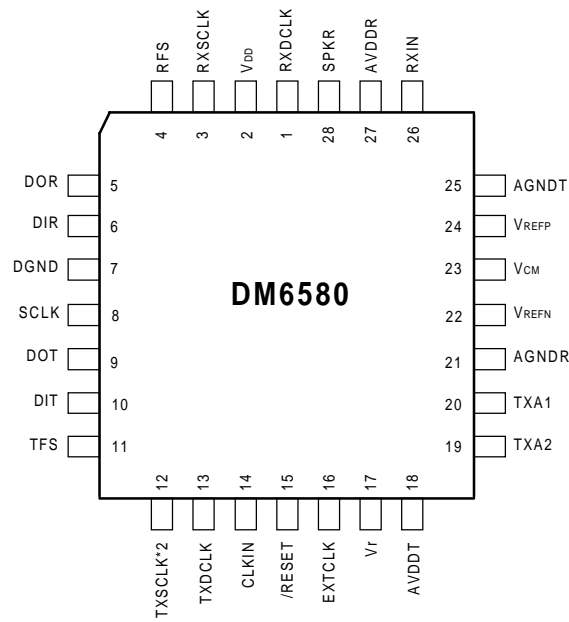 RFS
RXSCLK
VDD
RXDCLK
SPKR
AVDDR
RXIN
4
3
2
1
28
27
26
DOR 5
DIR 6
DGND 7
SCLK 8
DOT 9
DIT 10
TFS 11
DM6580
25 AGNDT
24 VREFP
23 VCM
22 VREFN
21 AGNDR
20 TXA1
19 TXA2
12
13
14
15
16
17
18
TXSCLK*2
TXDCLK
CLKIN
/RESET
EXTCLK
Vr
AVDDT